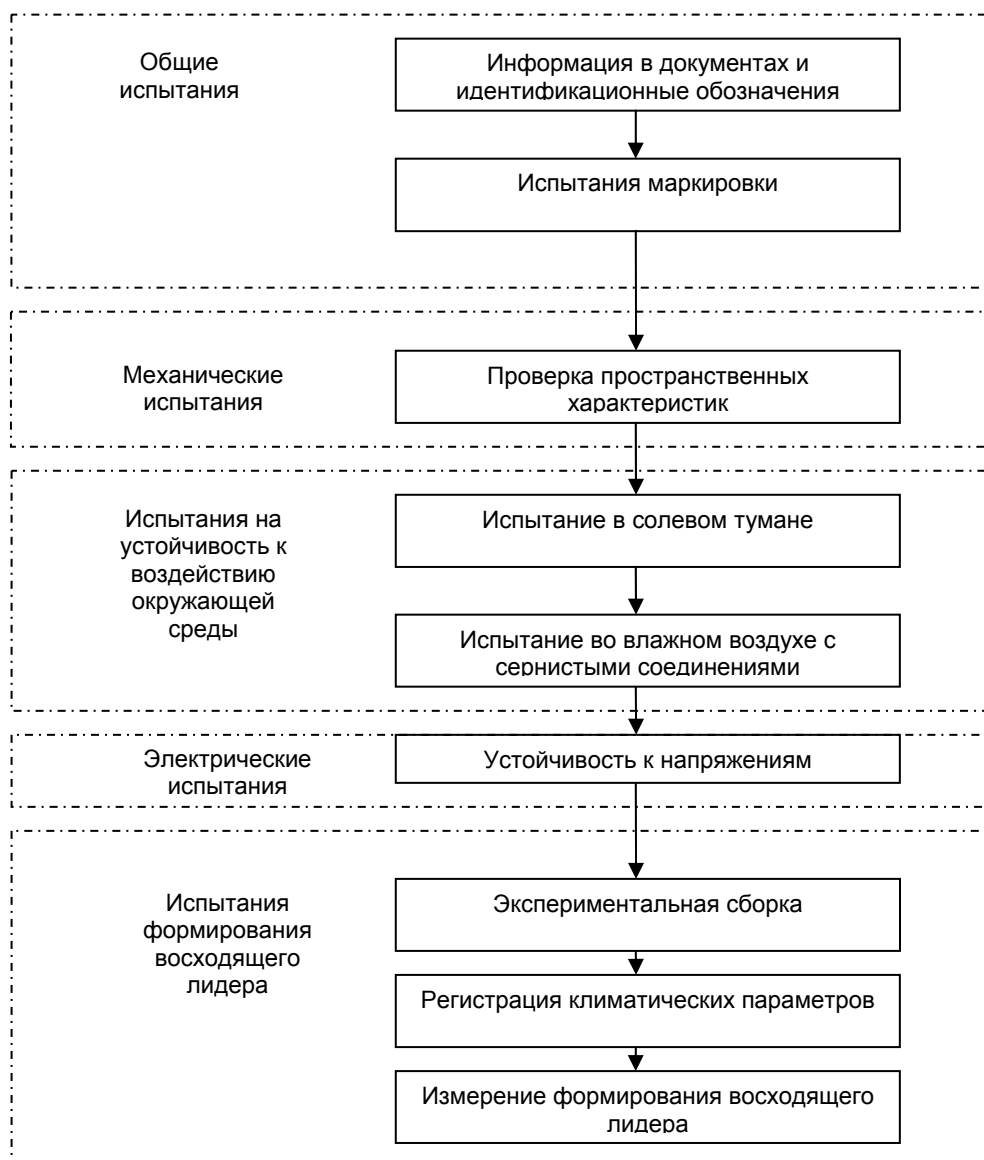 Общие
испытания
Информация в документах и
идентификационные обозначения
Испытания маркировки
Механические
испытания
Проверка пространственных
характеристик
Испытания на
устойчивость к
воздействию
окружающей
среды
Испытание в солевом тумане
Испытание во влажном воздухе с
сернистыми соединениями
Электрические
испытания
Устойчивость к напряжениям
Испытания
формирования
восходящего
лидера
Экспериментальная сборка
Регистрация климатических параметров
Измерение формирования восходящего
лидера